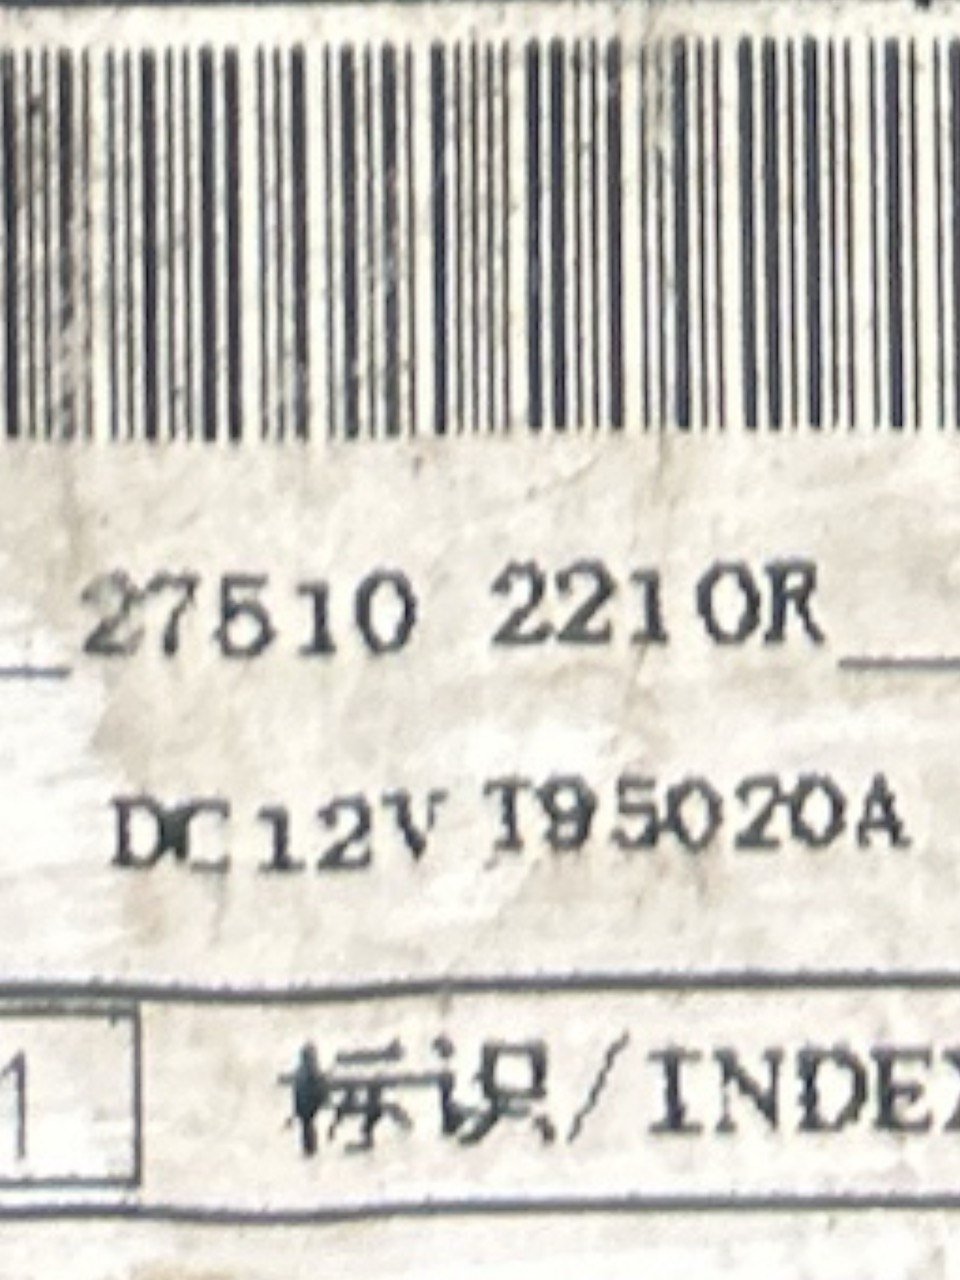 27510 2210R
DC12V T95020A
1 标识/INDEX